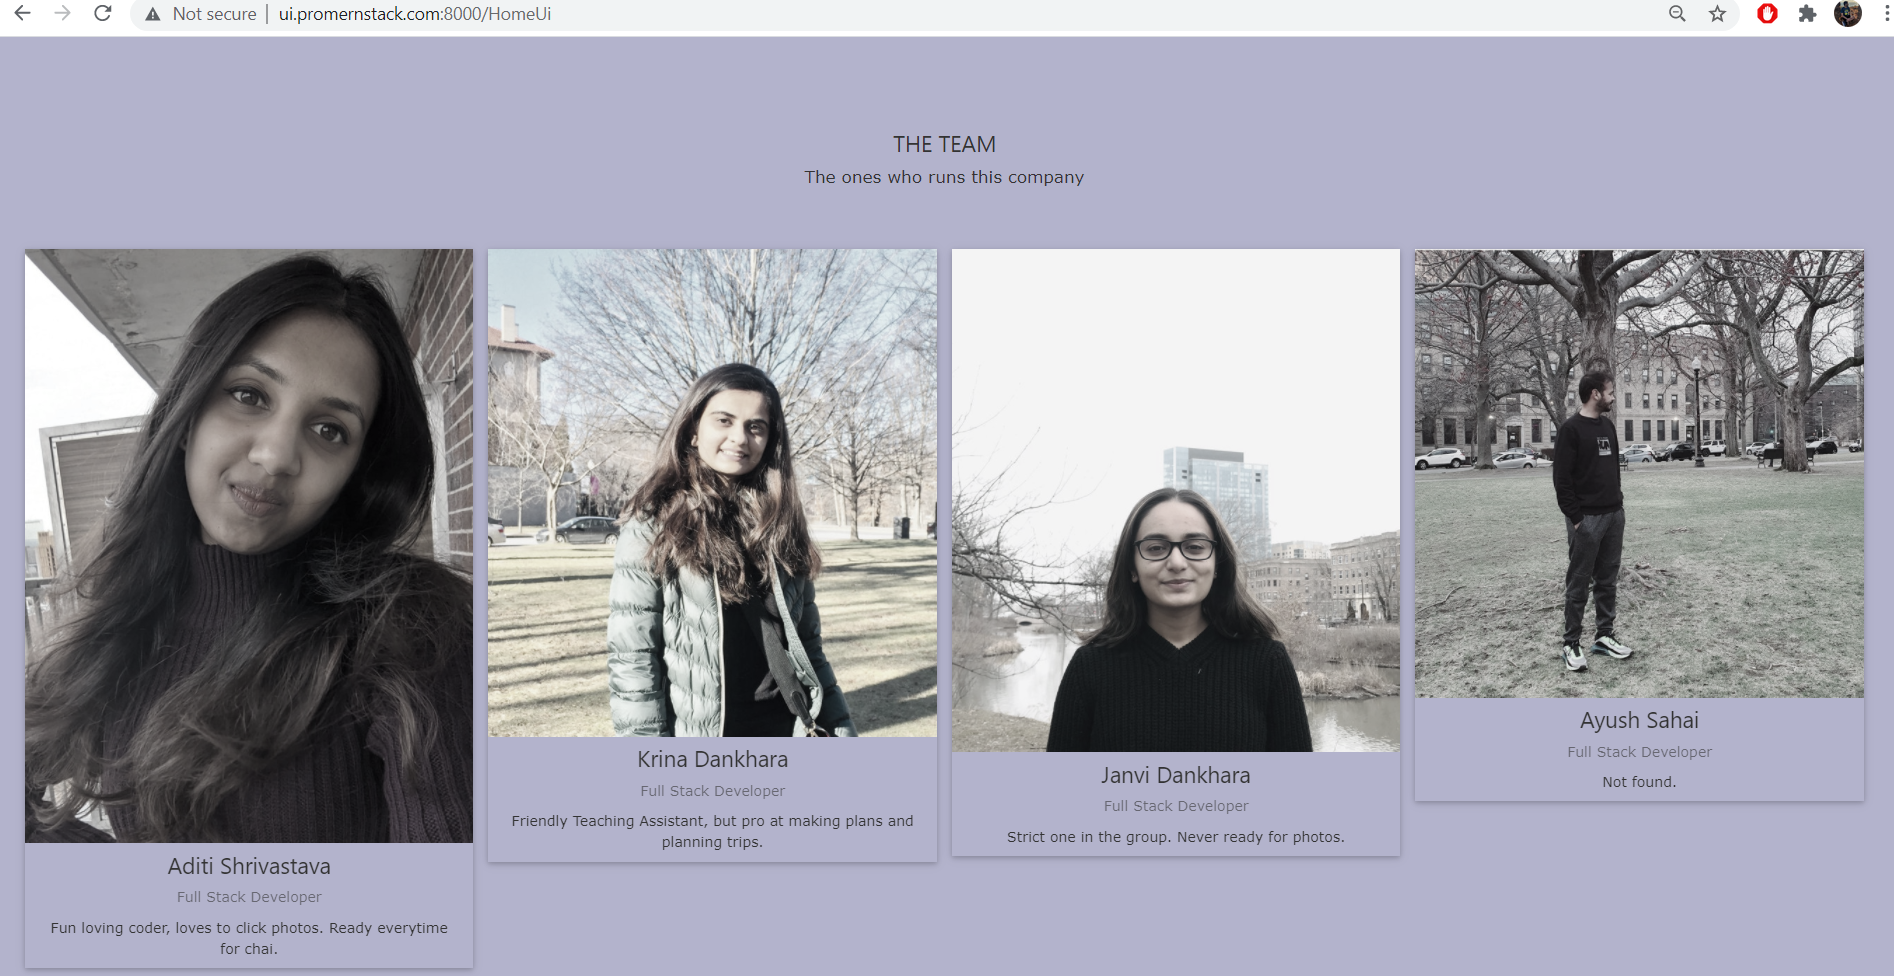 Not secure | ui.promernstack.com:8000/HomeUi
THE TEAM
The ones who runs this company
Aditi Shrivastava
Full Stack Developer
Fun loving coder, loves to click photos. Ready everytime
for chai.
Krina Dankhara
Full Stack Developer
Friendly Teaching Assistant, but pro at making plans and
planning trips.
Janvi Dankhara
Full Stack Developer
Strict one in the group. Never ready for photos.
Ayush Sahai
Full Stack Developer
Not found.